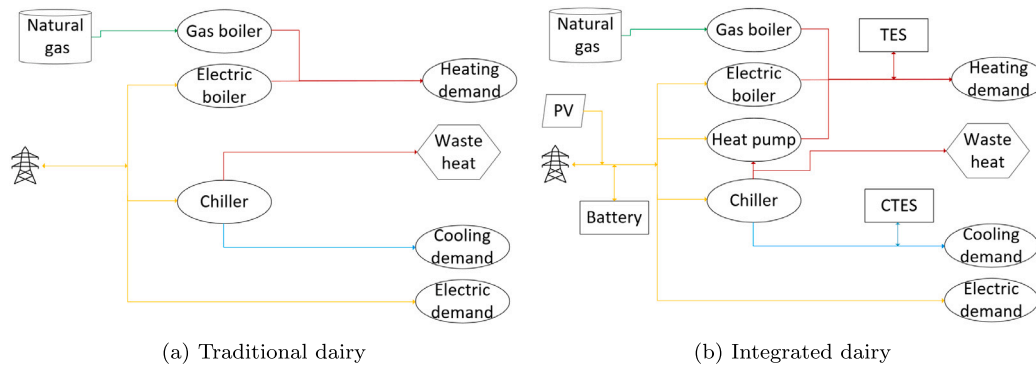 Natural
gas
Gas boiler
Electric
boiler
Heating
demand
Waste
heat
Chiller
Cooling
demand
Electric
demand
(a) Traditional dairy
Natural
gas
Gas boiler
TES
Electric
boiler
Heating
demand
PV
Heat pump
Waste
heat
Chiller
CTES
Battery
Cooling
demand
Electric
demand
(b) Integrated dairy